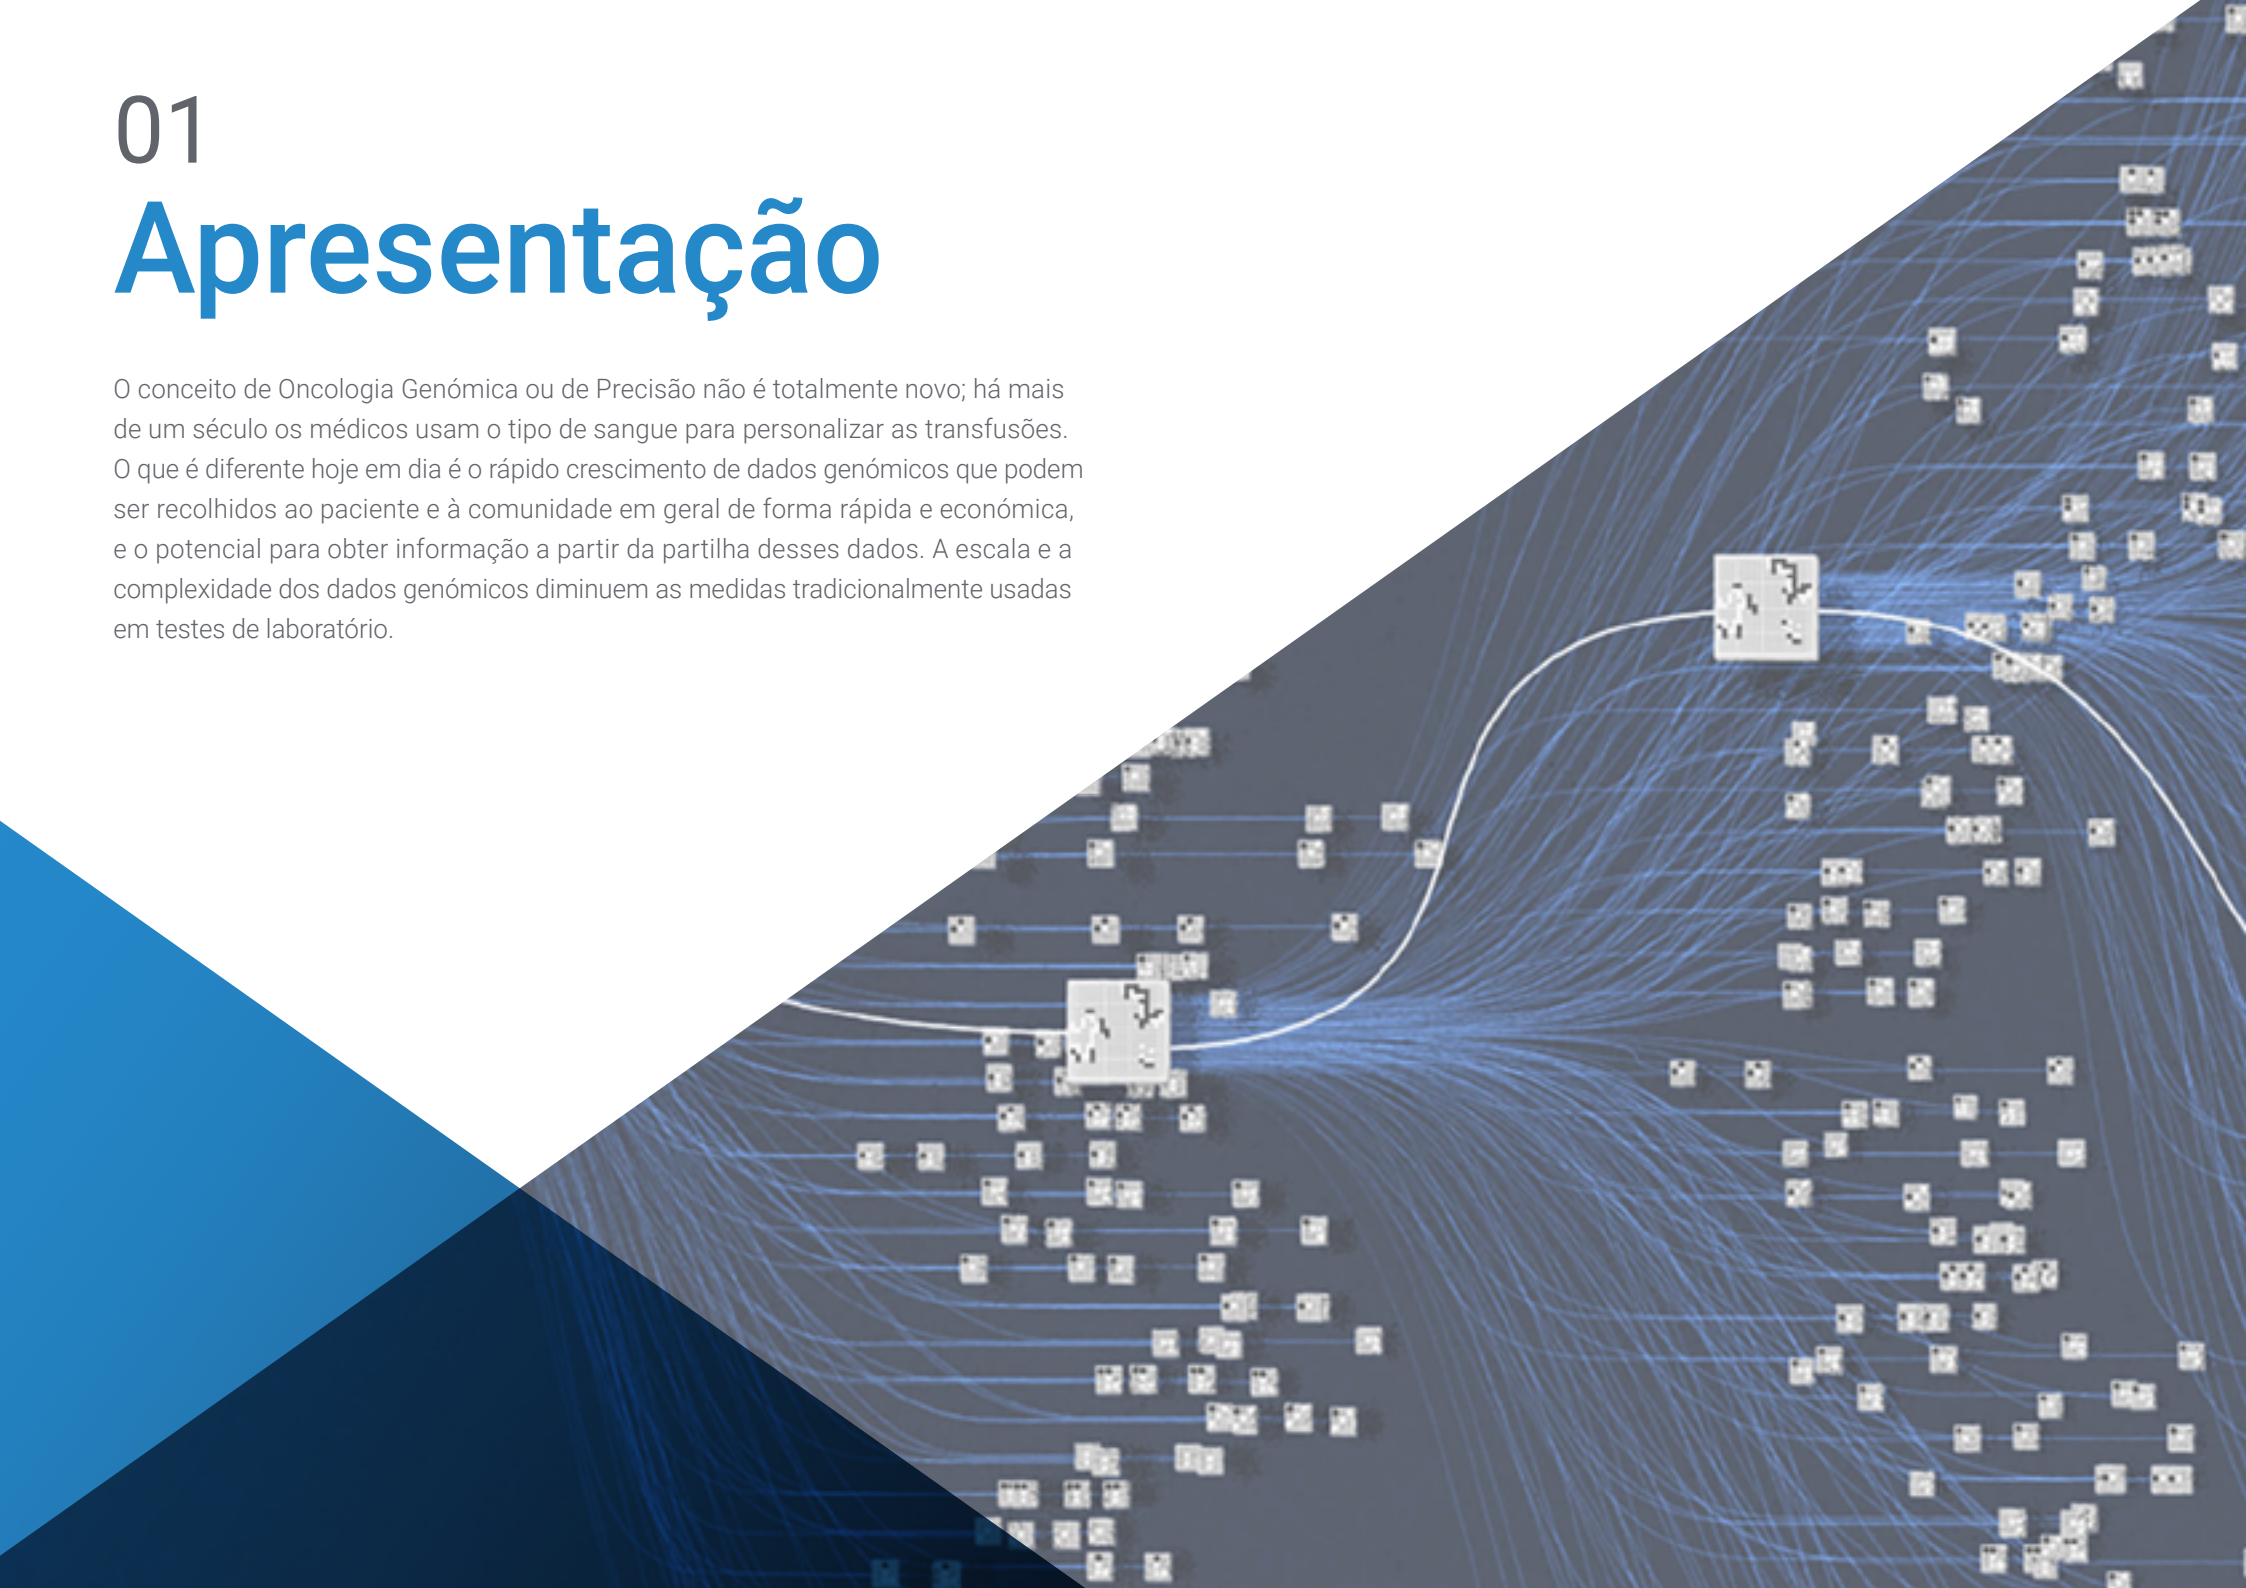 01
Apresentação
O conceito de Oncologia Genómica ou de Precisão não é totalmente novo; há mais
de um século os médicos usam o tipo de sangue para personalizar as transfusões.
O que é diferente hoje em dia é o rápido crescimento de dados genómicos que podem
ser recolhidos ao paciente e à comunidade em geral de forma rápida e económica,
e o potencial para obter informação a partir da partilha desses dados. A escala e a
complexidade dos dados genómicos diminuem as medidas tradicionalmente usadas
em testes de laboratório.